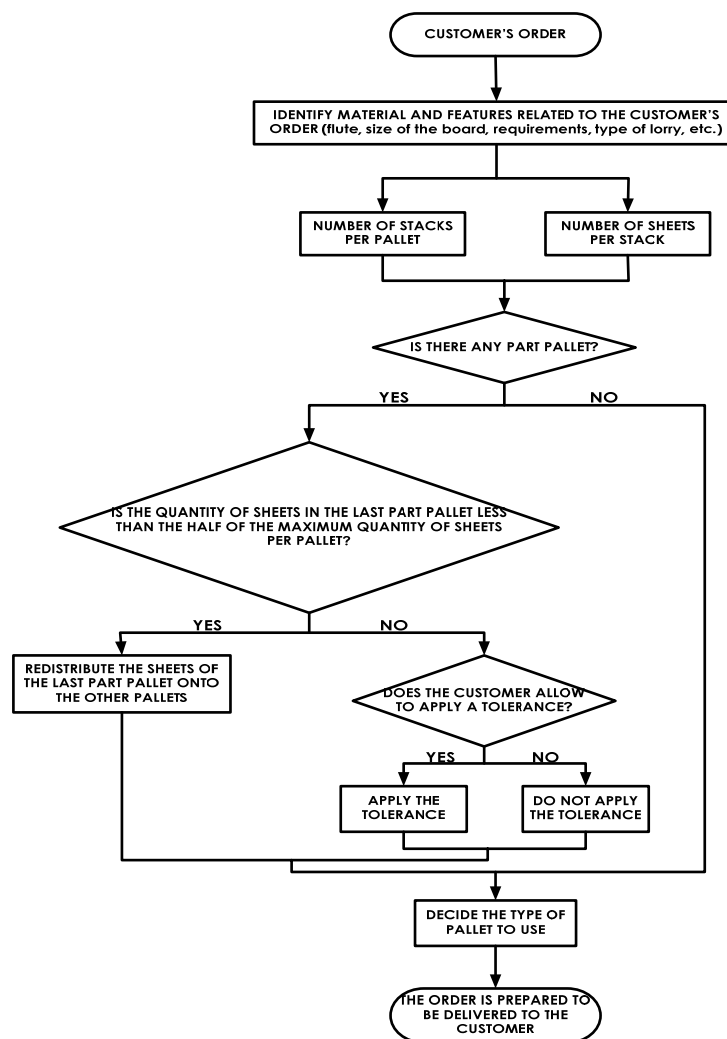 CUSTOMER'S ORDER
IDENTIFY MATERIAL AND FEATURES RELATED TO THE CUSTOMER'S
ORDER (flute, size of the board, requirements, type of lorry, etc.)
NUMBER OF STACKS
PER PALLET
NUMBER OF SHEETS
PER STACK
IS THERE ANY PART PALLET?
YES
NO
IS THE QUANTITY OF SHEETS IN THE LAST PART PALLET LESS
THAN THE HALF OF THE MAXIMUM QUANTITY OF SHEETS
PER PALLET?
YES
NO
REDISTRIBUTE THE SHEETS OF
THE LAST PART PALLET ONTO
THE OTHER PALLETS
DOES THE CUSTOMER ALLOW
TO APPLY A TOLERANCE?
YES
NO
APPLY THE
TOLERANCE
DO NOT APPLY
THE TOLERANCE
DECIDE THE TYPE OF
PALLET TO USE
THE ORDER IS PREPARED TO
BE DELIVERED TO THE
CUSTOMER